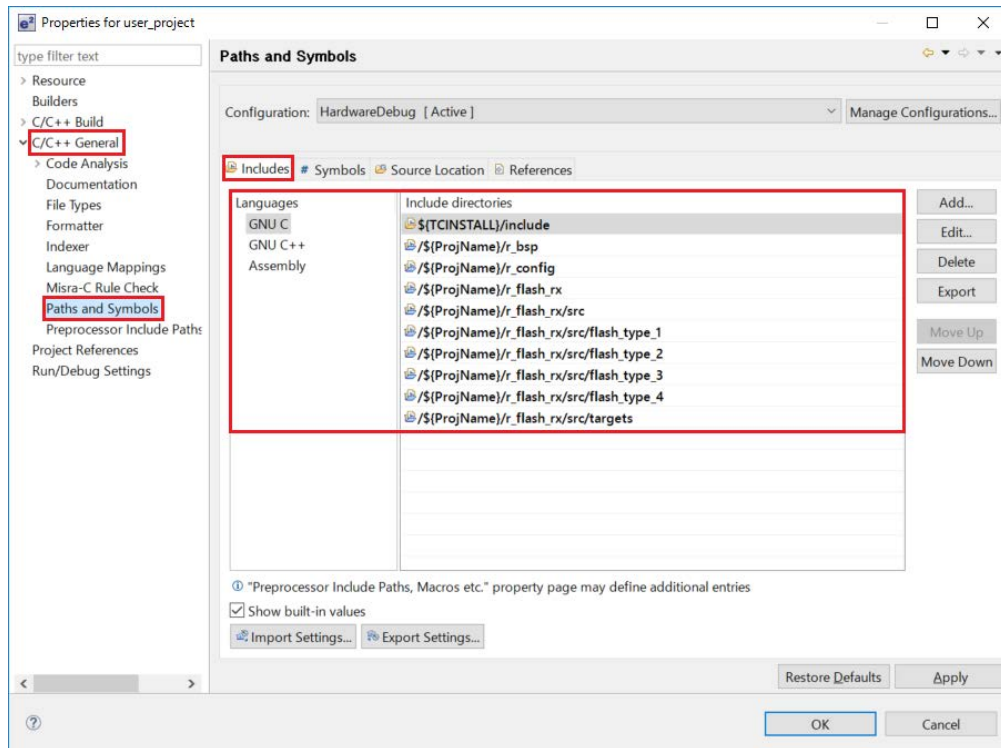 e² Properties for user_project
type filter text
Resource
Builders
C/C++ Build
C/C++ General
Code Analysis
Documentation
File Types
Formatter
Indexer
Language Mappings
Misra-C Rule Check
Paths and Symbols
Preprocessor Include Paths
Project References
Run/Debug Settings
Paths and Symbols
Configuration: HardwareDebug [ Active ] Manage Configurations...
Includes # Symbols Source Location References
Languages
GNU C
GNU C++
Assembly
Include directories
${TCINSTALL}/include
/${ProjName}/r_bsp
/${ProjName}/r_config
/${ProjName}/r_flash_rx
/${ProjName}/r_flash_rx/src
/${ProjName}/r_flash_rx/src/flash_type_1
/${ProjName}/r_flash_rx/src/flash_type_2
/${ProjName}/r_flash_rx/src/flash_type_3
/${ProjName}/r_flash_rx/src/flash_type_4
/${ProjName}/r_flash_rx/src/targets
Add...
Edit...
Delete
Export
Move Up
Move Down
"Preprocessor Include Paths, Macros etc." property page may define additional entries
Show built-in values
Import Settings... Export Settings...
Restore Defaults Apply
OK Cancel